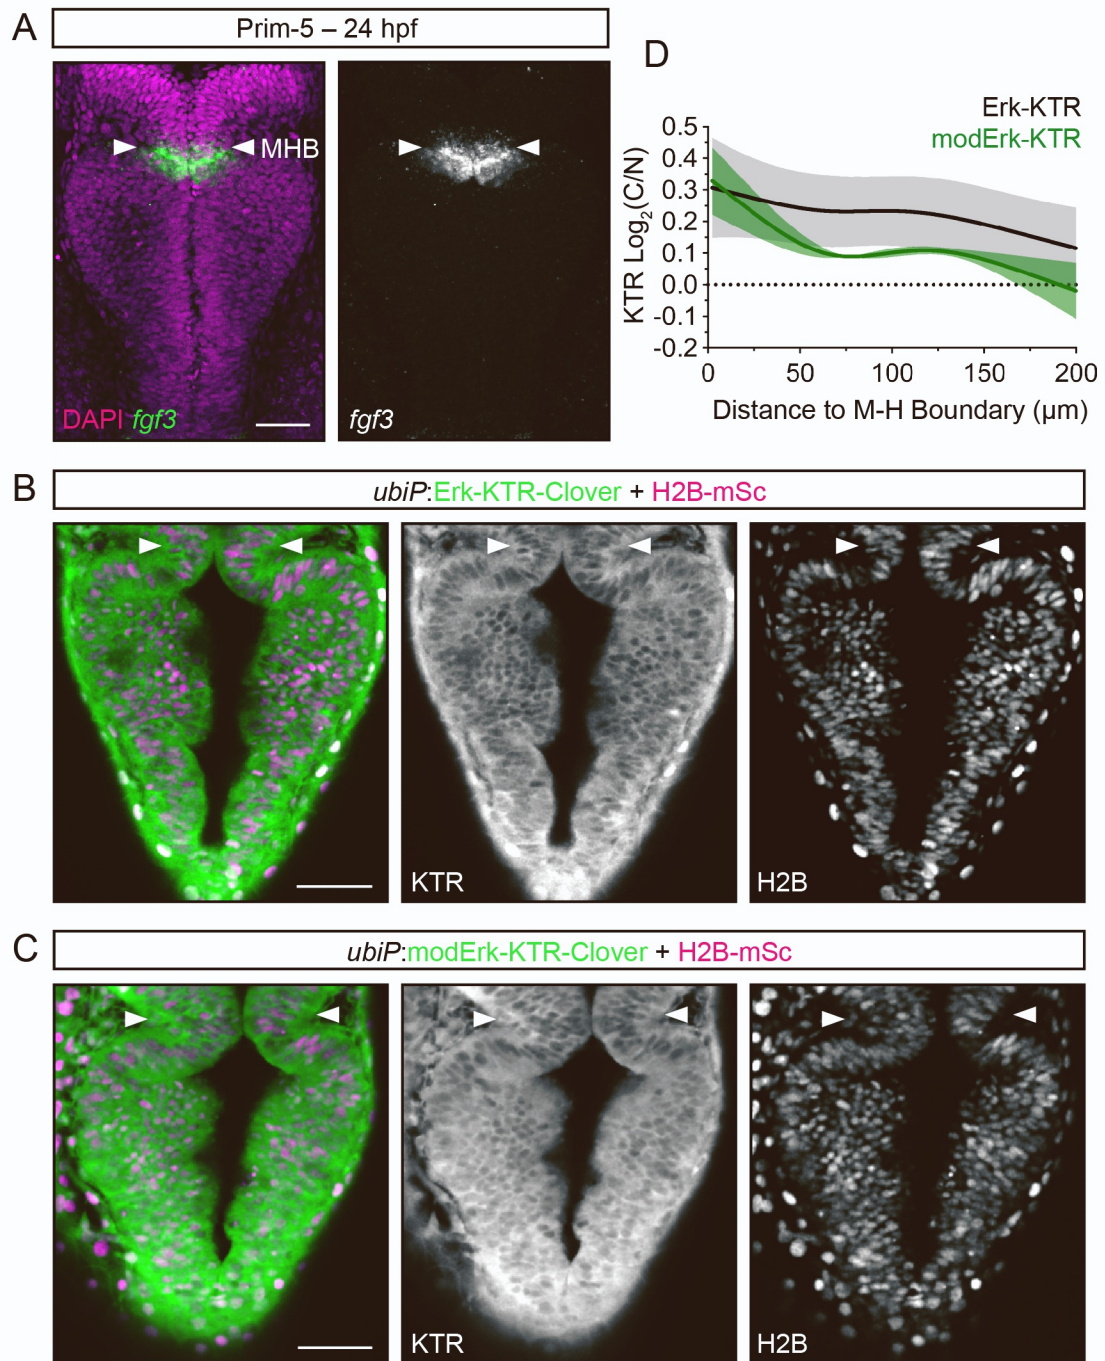 A
Prim-5 – 24 hpf
MHB
DAPI fgf3
fgf3
D
Erk-KTR
modErk-KTR
KTR Log2(C/N)
0.5
0.4
0.3
0.2
0.1
0.0
-0.1
-0.2
0 50 100 150 200
Distance to M-H Boundary (µm)
B
ubiP:Erk-KTR-Clover + H2B-mSc
KTR
H2B
C
ubiP:modErk-KTR-Clover + H2B-mSc
KTR
H2B